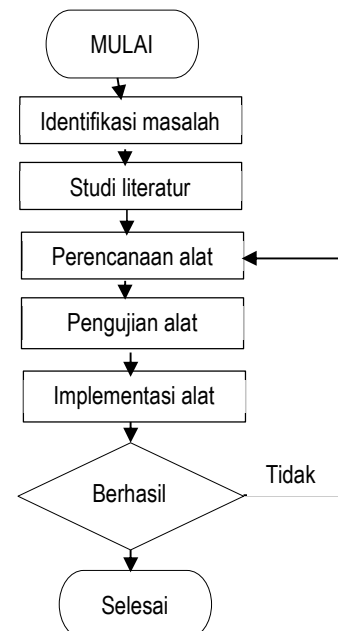 MULAI
Identifikasi masalah
Studi literatur
Perencanaan alat
Pengujian alat
Implementasi alat
Berhasil
Tidak
Selesai